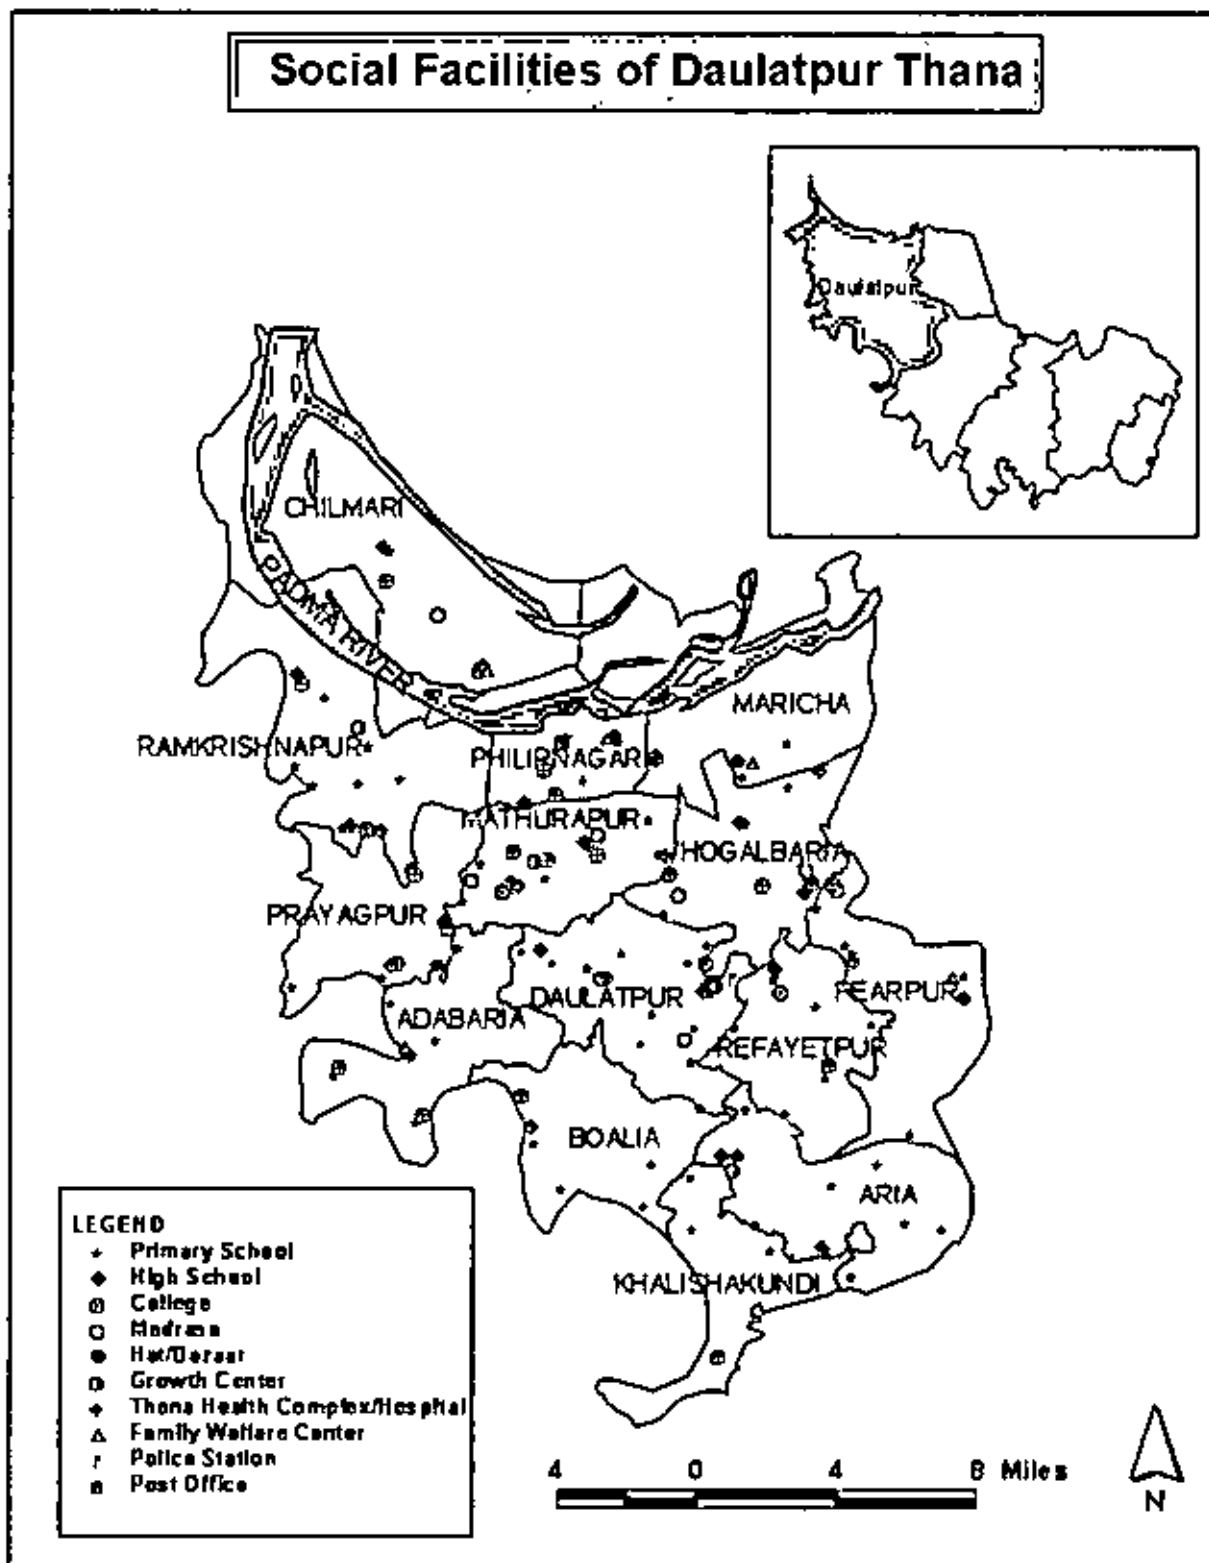 Social Facilities of Daulatpur Thana
Daulatpur
CHILMARI
PADMA RIVER
MARICHA
RAMKRISHNAPUR
PHILIPNAGAR
MATHURAPUR
HOGALBARIA
PRAYAGPUR
DAULATPUR
PEARPUR
ADABARIA
REFAYETPUR
BOALIA
ARIA
KHALISHAKUNDI
LEGEND
Primary School
High School
College
Madrasa
Growth Center
Thana Health Complex/Hospital
Family Welfare Center
Police Station
Post Office
4 0 4 8 Miles
N